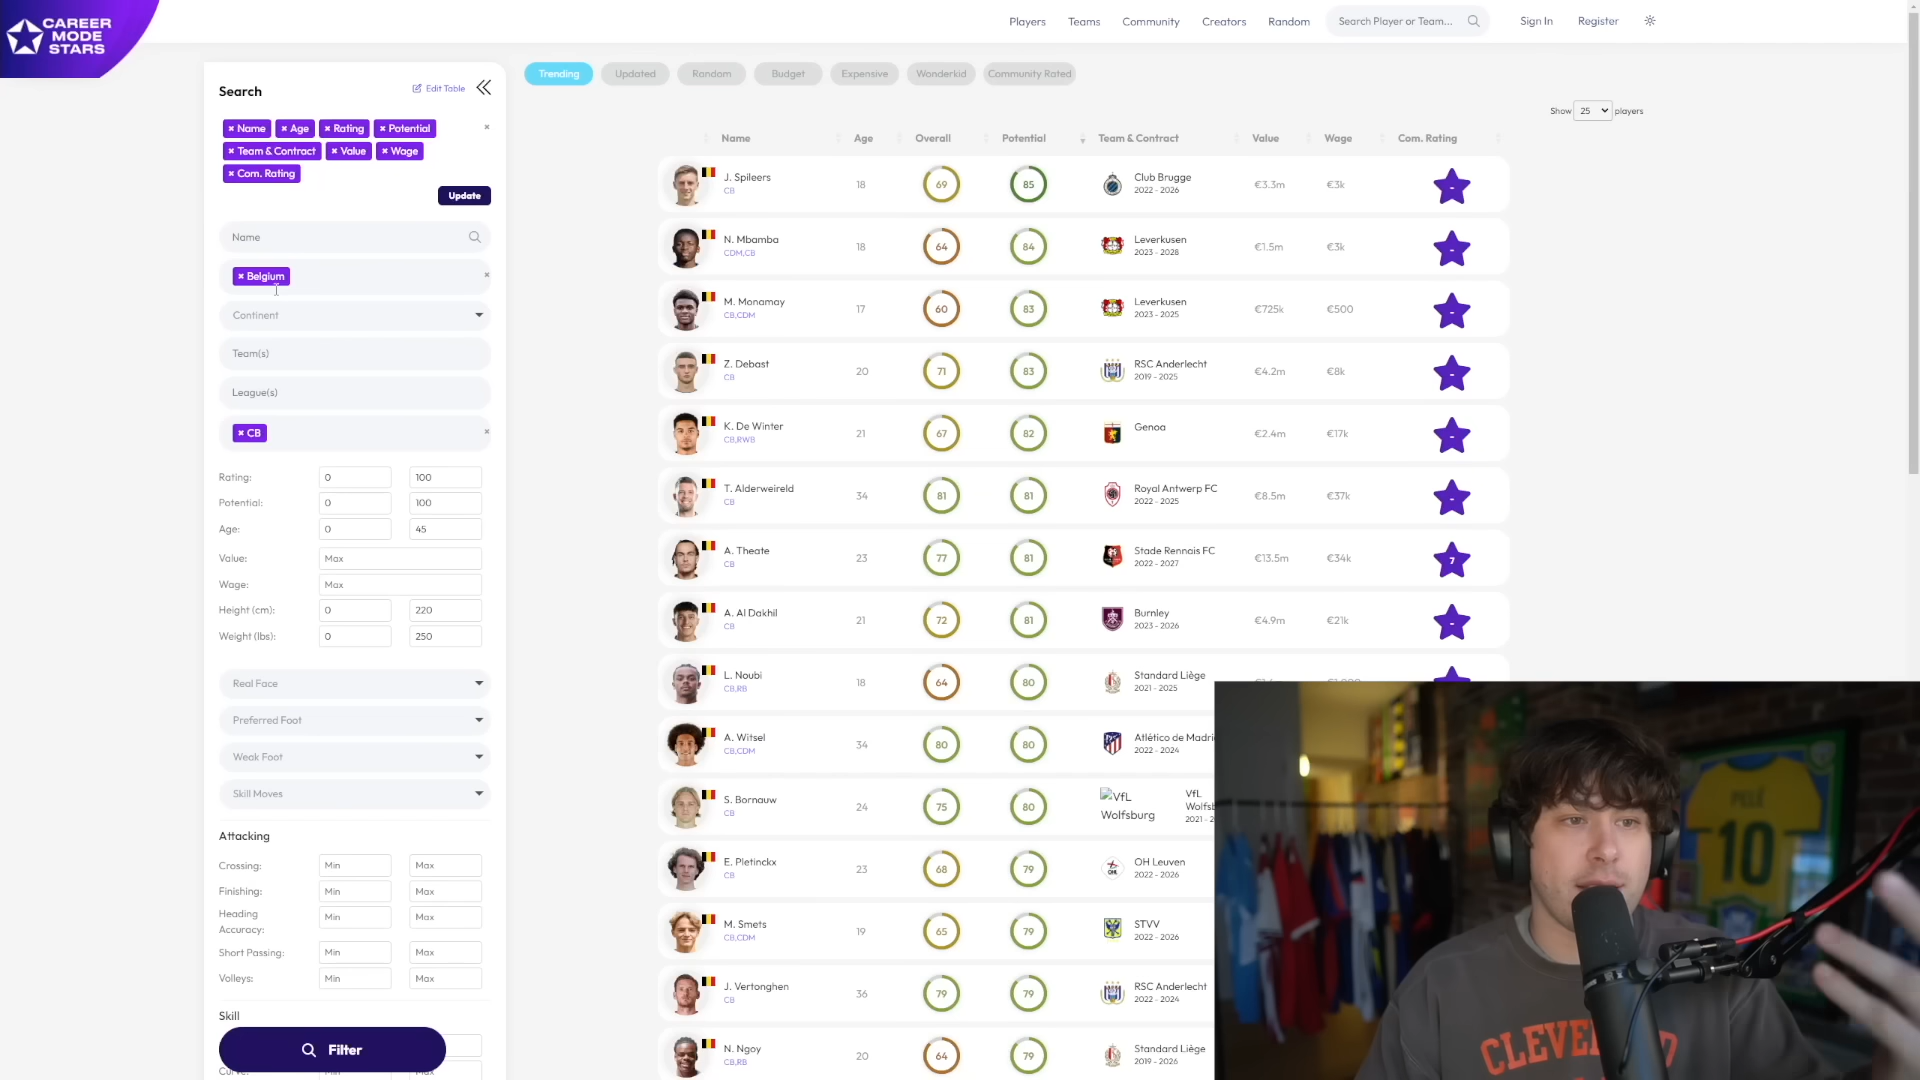 CAREER
MODE
STARS
Players
Teams
Community
Creators
Random
Search Player or Team...
Sign In
Register
Search
Edit Table
× Name × Age × Rating × Potential
× Team & Contract × Value × Wage
× Com. Rating
Update
Name
× Belgium
Continent
Team(s)
League(s)
× CB
Rating: 0 100
Potential: 0 100
Age: 0 45
Value: Max
Wage: Max
Height (cm): 0 220
Weight (lbs): 0 250
Real Face
Preferred Foot
Weak Foot
Skill Moves
Attacking
Crossing: Min Max
Finishing: Min Max
Heading
Accuracy: Min Max
Short Passing: Min Max
Volleys: Min Max
Skill
Filter
Trending Updated Random Budget Expensive Wonderkid Community Rated
Show 25 players
Name Age Overall Potential Team & Contract Value Wage Com. Rating
J. Spileers
CB
18 69 85
Club Brugge
2022 - 2026
€3.3m €3k -
N. Mbamba
CDM,CB
18 64 84
Leverkusen
2023 - 2028
€1.5m €3k -
M. Monamay
CB,CDM
17 60 83
Leverkusen
2023 - 2025
€725k €500 -
Z. Debast
CB
20 71 83
RSC Anderlecht
2019 - 2025
€4.2m €8k -
K. De Winter
CB,RWB
21 67 82
Genoa
€2.4m €17k -
T. Alderweireld
CB
34 81 81
Royal Antwerp FC
2022 - 2025
€8.5m €37k -
A. Theate
CB
23 77 81
Stade Rennais FC
2022 - 2027
€13.5m €34k 7
A. Al Dakhil
CB
21 72 81
Burnley
2023 - 2026
€4.9m €21k -
L. Noubi
CB,RB
18 64 80
Standard Liège
2021 - 2025
A. Witsel
CB,CDM
34 80 80
Atlético de Madri
2022 - 2024
S. Bornauw
CB
24 75 80
VfL
Wolfsburg
VfL
Wolfsb
2021 - 2
E. Pletinckx
CB
23 68 79
OH Leuven
2022 - 2026
M. Smets
CB,CDM
19 65 79
STVV
2022 - 2026
J. Vertonghen
CB
36 79 79
RSC Anderlecht
2022 - 2024
N. Ngoy
CB,RB
20 64 79
Standard Liège
2019 - 2026
PELÉ
10
CLEVE